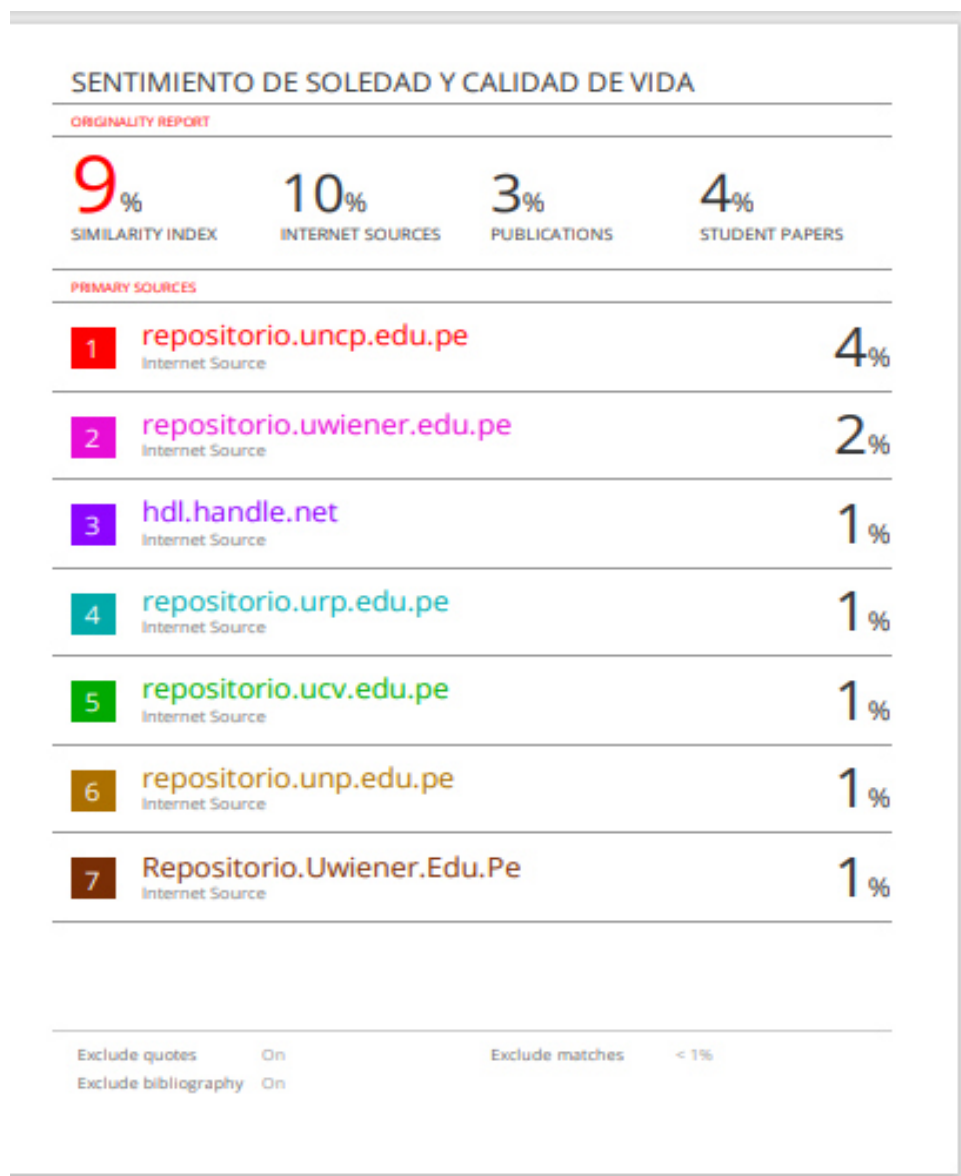 SENTIMIENTO DE SOLEDAD Y CALIDAD DE VIDA
ORIGINALITY REPORT
9% 10% 3% 4%
SIMILARITY INDEX INTERNET SOURCES PUBLICATIONS STUDENT PAPERS
PRIMARY SOURCES
1 repositorio.uncp.edu.pe 4%
Internet Source
2 repositorio.uwiener.edu.pe 2%
Internet Source
3 hdl.handle.net 1%
Internet Source
4 repositorio.urp.edu.pe 1%
Internet Source
5 repositorio.ucv.edu.pe 1%
Internet Source
6 repositorio.unp.edu.pe 1%
Internet Source
7 Repositorio.Uwiener.Edu.Pe 1%
Internet Source
Exclude quotes On Exclude matches < 1%
Exclude bibliography On